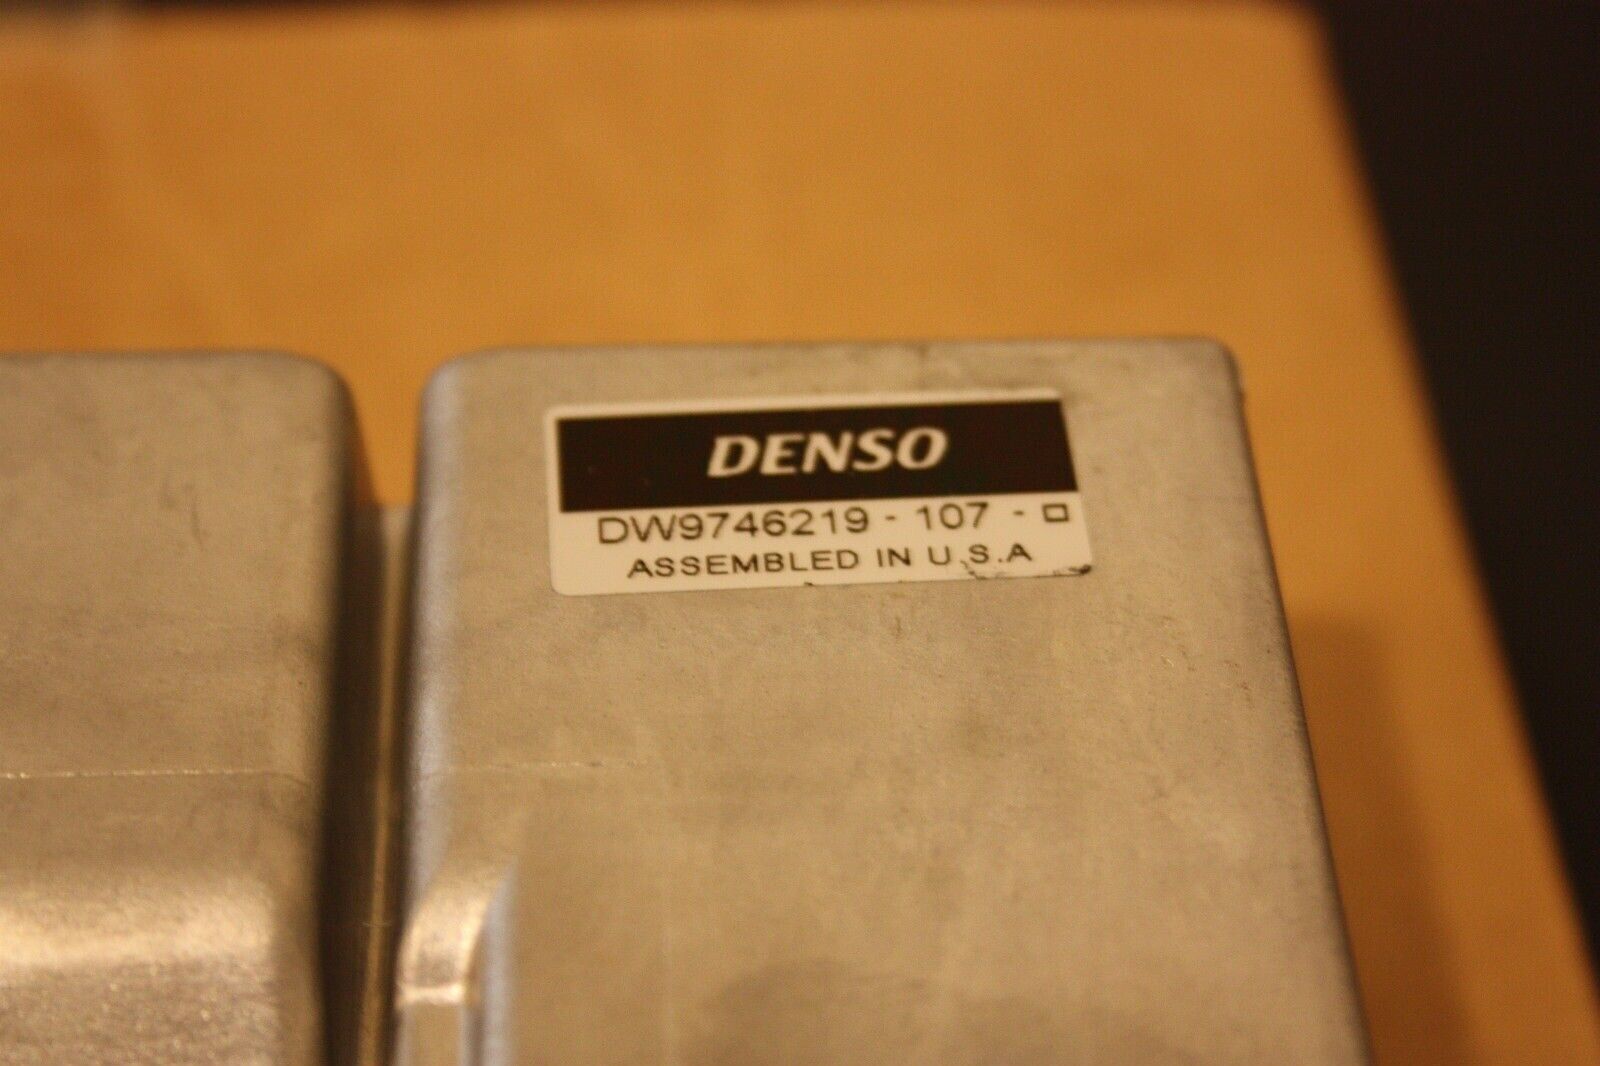 DENSO
DW9746219 - 107 - □
ASSEMBLED IN U.S.A